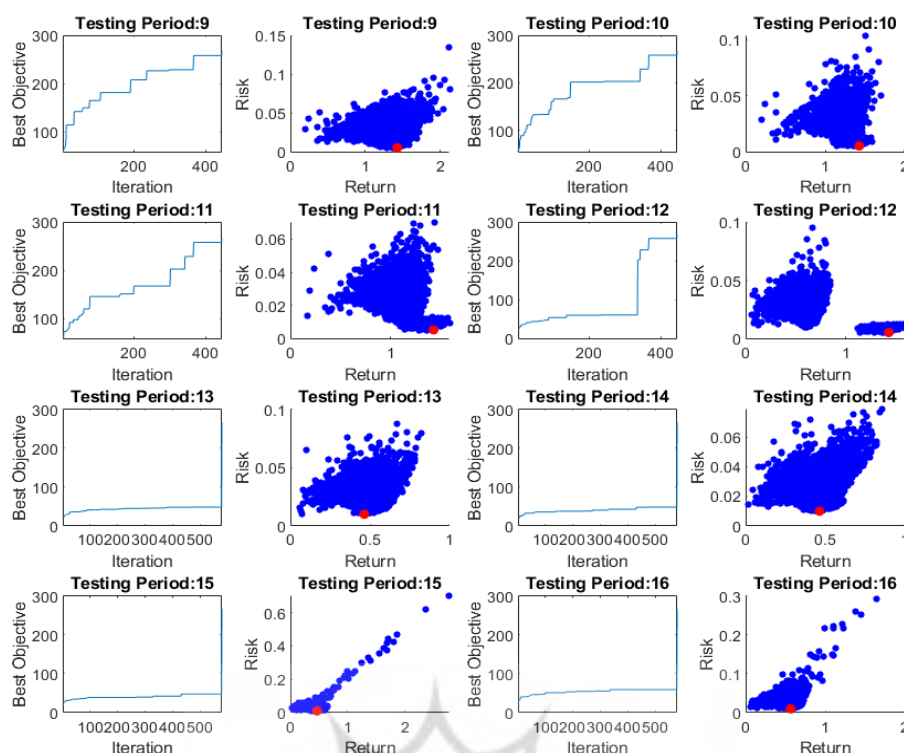 Testing Period:9 Testing Period:9 Testing Period:10 Testing Period:10
300 0.15 300 0.1
Best Objective Risk Best Objective Risk
200 0.1 200 0.05
100 0.05 100 0
0
200 400 0 1 2 200 400 0 1 2
Iteration Return Iteration Return
Testing Period:11 Testing Period:11 Testing Period:12 Testing Period:12
300 0.06 300 0.1
Best Objective Risk Best Objective Risk
200 0.04 200 0.05
100 0.02 100 0
0 0
200 400 0 1 200 400 0 1 2
Iteration Return Iteration Return
Testing Period:13 Testing Period:13 Testing Period:14 Testing Period:14
300 0.1 300 0.06
Best Objective Risk Best Objective Risk
200 0.05 200 0.04
100 0 100 0.02
0 0 0
100200300400500 0 0.5 1 100200300400500 0 0.5 1
Iteration Return Iteration Return
Testing Period:15 Testing Period:15 Testing Period:16 Testing Period:16
300 0.6 300 0.3
Best Objective Risk Best Objective Risk
200 0.4 200 0.2
100 0.2 100 0.1
0 0 0 0
100200300400500 0 1 2 100200300400500 0 1 2
Iteration Return Iteration Return